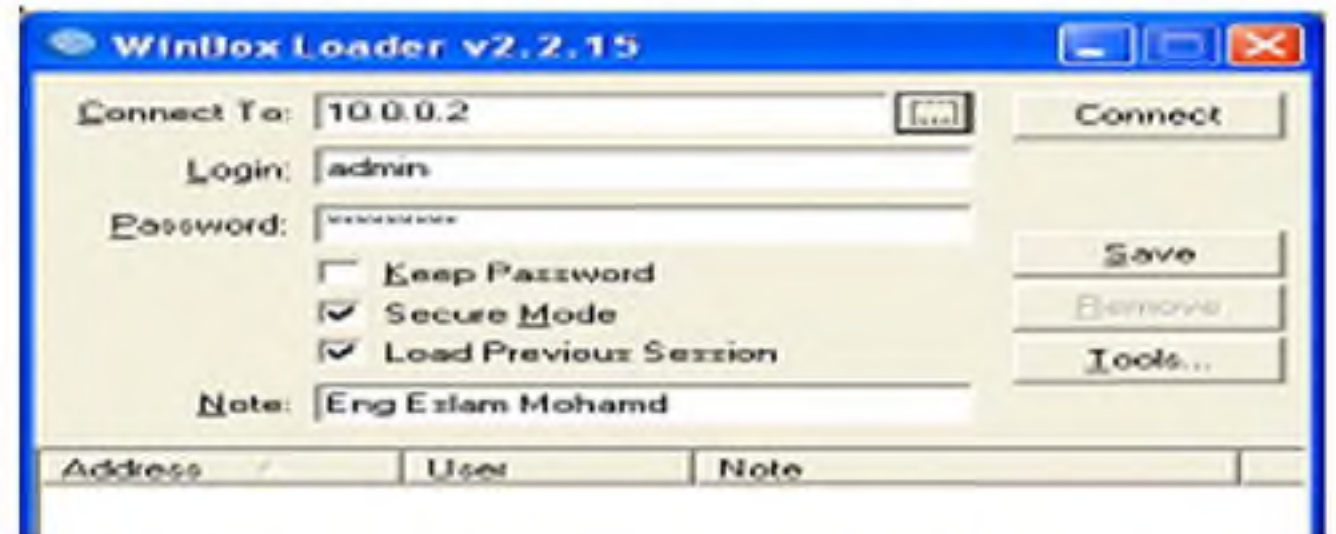 WinBox Loader v2.2.15
Connect To: 10.0.0.2 ... Connect
Login: admin
Password: **********
Keep Password Save
Secure Mode Remove
Load Previous Session Tools...
Note: Eng Eslam Mohamd
Address User Note